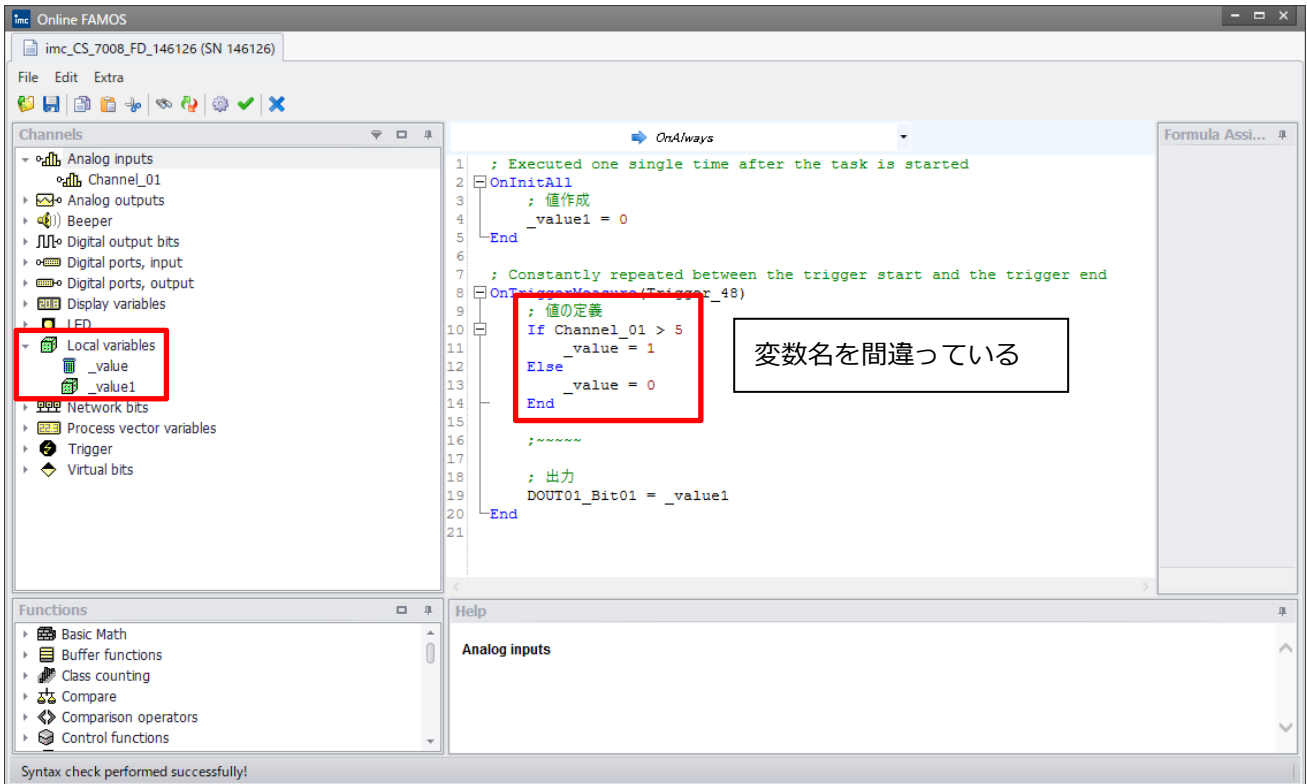 imc Online FAMOS
imc_CS_7008_FD_146126 (SN 146126)
File Edit Extra
Channels
Analog inputs
Channel_01
Analog outputs
Beeper
Digital output bits
Digital ports, input
Digital ports, output
Display variables
LED
Local variables
_value
_value1
Network bits
Process vector variables
Trigger
Virtual bits
OnAlways
1 ; Executed one single time after the task is started
2 OnInitAll
3 ; 値作成
4 _value1 = 0
5 End
6
7 ; Constantly repeated between the trigger start and the trigger end
8 OnTriggerMeasure(Trigger_48)
9 ; 値の定義
10 If Channel_01 > 5
11 _value = 1
12 Else
13 _value = 0
14 End
15
16 ;~~~~~
17
18 ; 出力
19 DOUT01_Bit01 = _value1
20 End
21
変数名を間違っている
Formula Assi...
Functions
Basic Math
Buffer functions
Class counting
Compare
Comparison operators
Control functions
Help
Analog inputs
Syntax check performed successfully!